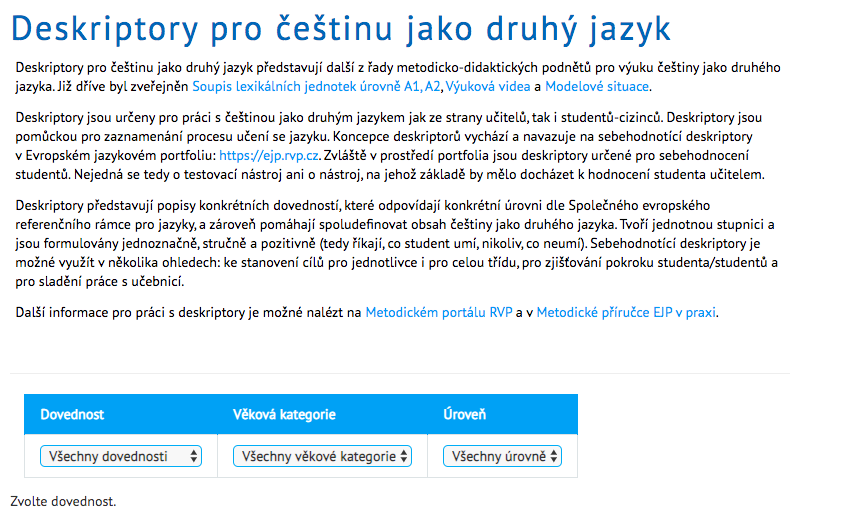 Deskriptory pro češtinu jako druhý jazyk
Deskriptory pro češtinu jako druhý jazyk představují další z řady metodicko-didaktických podnětů pro výuku češtiny jako druhého
jazyka. Již dříve byl zveřejněn Soupis lexikálních jednotek úrovně A1, A2, Výuková videa a Modelové situace.
Deskriptory jsou určeny pro práci s češtinou jako druhým jazykem jak ze strany učitelů, tak i studentů-cizinců. Deskriptory jsou
pomůckou pro zaznamenání procesu učení se jazyku. Koncepce deskriptorů vychází a navazuje na sebehodnotící deskriptory
v Evropském jazykovém portfoliu: https://ejp.rvp.cz. Zvláště v prostředí portfolia jsou deskriptory určené pro sebehodnocení
studentů. Nejedná se tedy o testovací nástroj ani o nástroj, na jehož základě by mělo docházet k hodnocení studenta učitelem.
Deskriptory představují popisy konkrétních dovedností, které odpovídají konkrétní úrovni dle Společného evropského
referenčního rámce pro jazyky, a zároveň pomáhají spoludefinovat obsah češtiny jako druhého jazyka. Tvoří jednotnou stupnici a
jsou formulovány jednoznačně, stručně a pozitivně (tedy říkají, co student umí, nikoliv, co neumí). Sebehodnotící deskriptory je
možné využít v několika ohledech: ke stanovení cílů pro jednotlivce i pro celou třídu, pro zjišťování pokroku studenta/studentů a
pro sladění práce s učebnicí.
Další informace pro práci s deskriptory je možné nalézt na Metodickém portálu RVP a v Metodické příručce EJP v praxi.
Dovednost Věková kategorie Úroveň
Všechny dovednosti Všechny věkové kategorie Všechny úrovně
Zvolte dovednost.